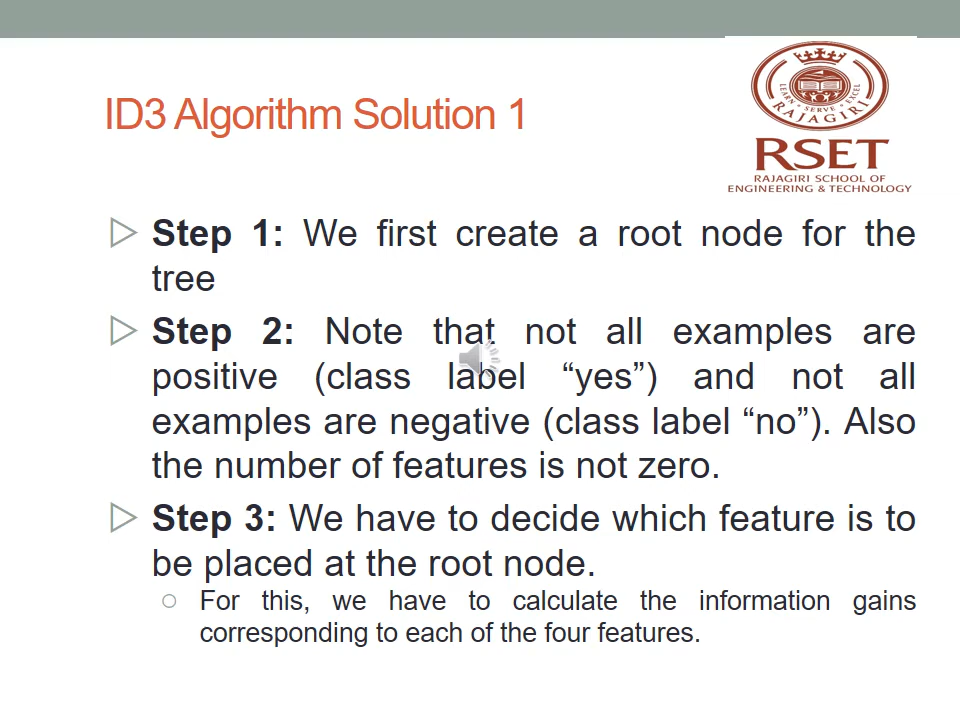 ID3 Algorithm Solution 1
LEARN • SERVE • EXCEL
RAJAGIRI
RSET
RAJAGIRI SCHOOL OF
ENGINEERING & TECHNOLOGY
Step 1: We first create a root node for the
tree
Step 2: Note that not all examples are
positive (class label “yes”) and not all
examples are negative (class label “no”). Also
the number of features is not zero.
Step 3: We have to decide which feature is to
be placed at the root node.
For this, we have to calculate the information gains
corresponding to each of the four features.